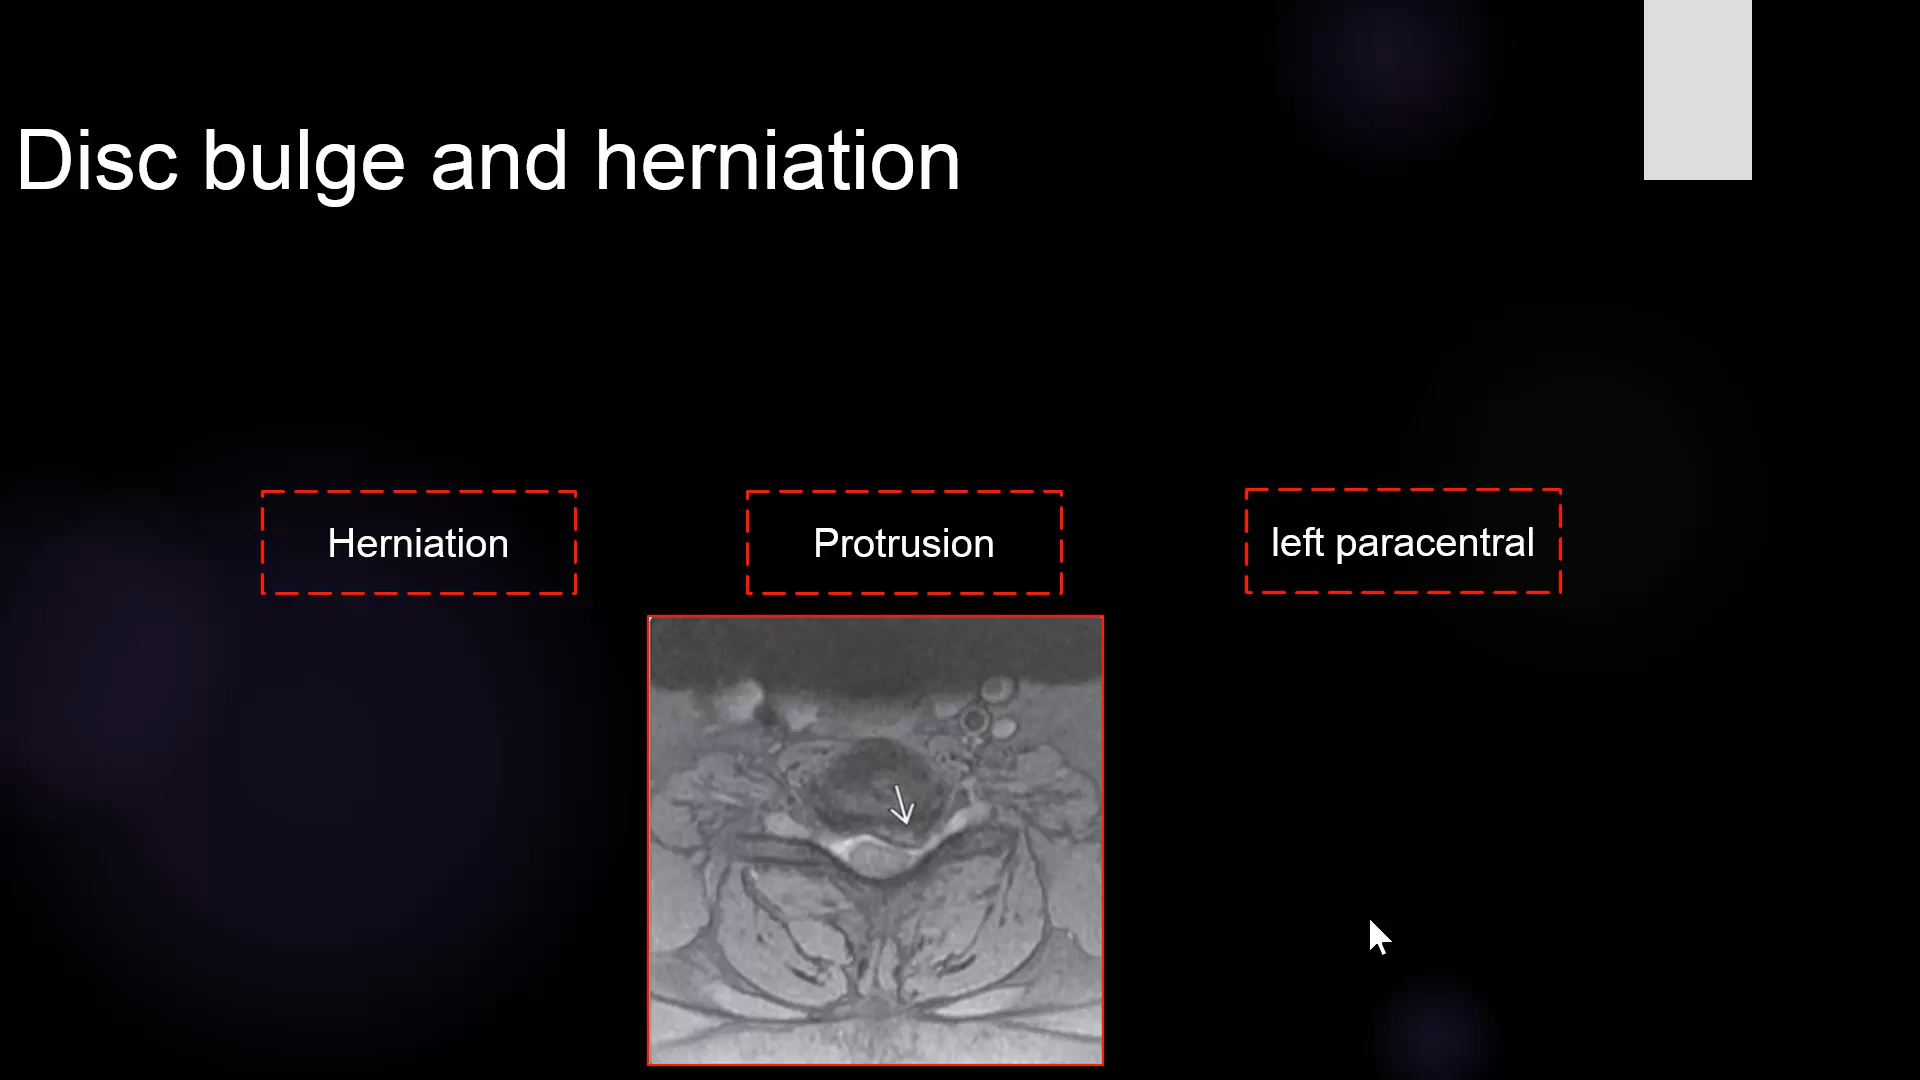 Disc bulge and herniation
Herniation
Protrusion
left paracentral